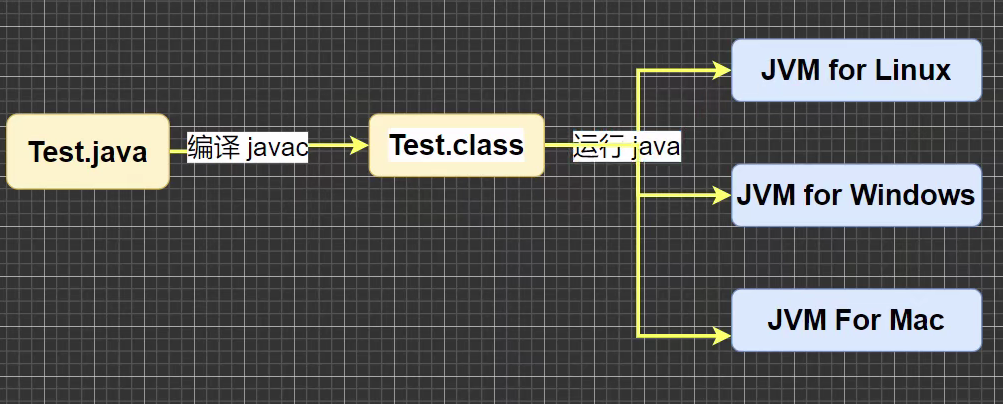 JVM for Linux
Test.java
编译 javac
Test.class
运行 java
JVM for Windows
JVM For Mac